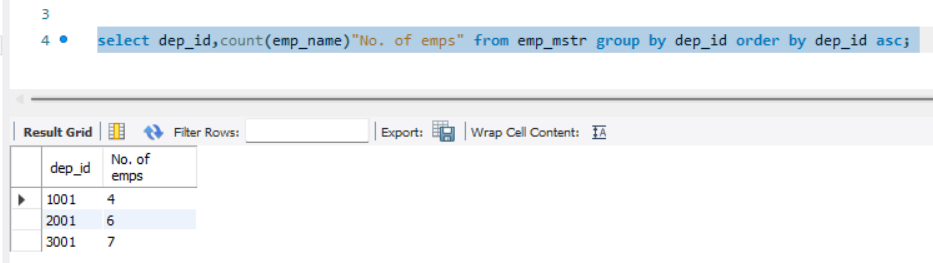 3
4 select dep_id,count(emp_name)"No. of emps" from emp_mstr group by dep_id order by dep_id asc;
Result Grid Filter Rows: Export: Wrap Cell Content: IA
dep_id No. of
emps
1001 4
2001 6
3001 7